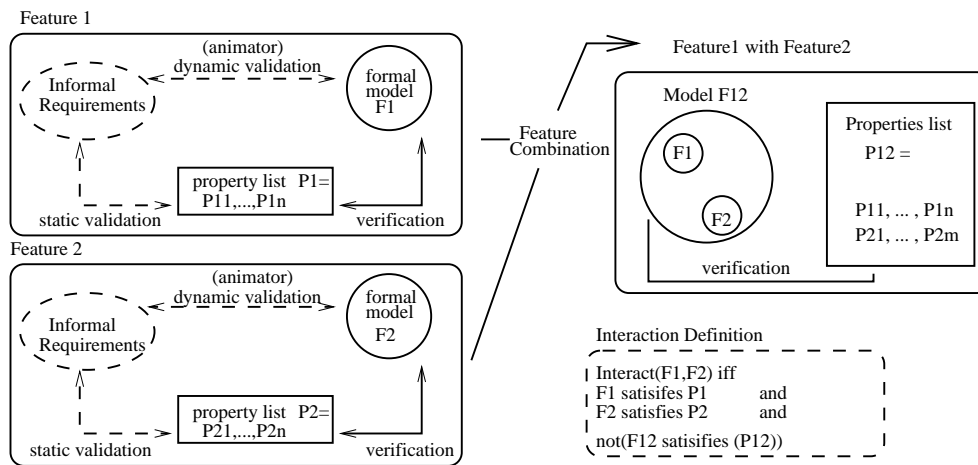 Feature 1
(animator)
dynamic validation
Informal
Requirements
formal
model
F1
property list P1=
P11,...,P1n
static validation
verification
Feature 2
(animator)
dynamic validation
Informal
Requirements
formal
model
F2
property list P2=
P21,...,P2n
static validation
verification
Feature
Combination
Feature1 with Feature2
Model F12
F1
F2
Properties list
P12 =
P11, ... , P1n
P21, ... , P2m
verification
Interaction Definition
Interact(F1,F2) iff
F1 satisifes P1 and
F2 satisfies P2 and
not(F12 satisifies (P12))